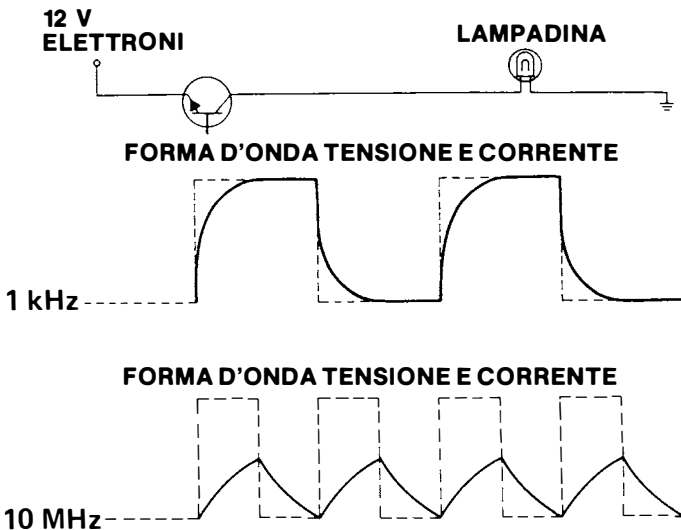 12 V
ELETTRONI
LAMPADINA
FORMA D'ONDA TENSIONE E CORRENTE
1 kHz
FORMA D'ONDA TENSIONE E CORRENTE
10 MHz